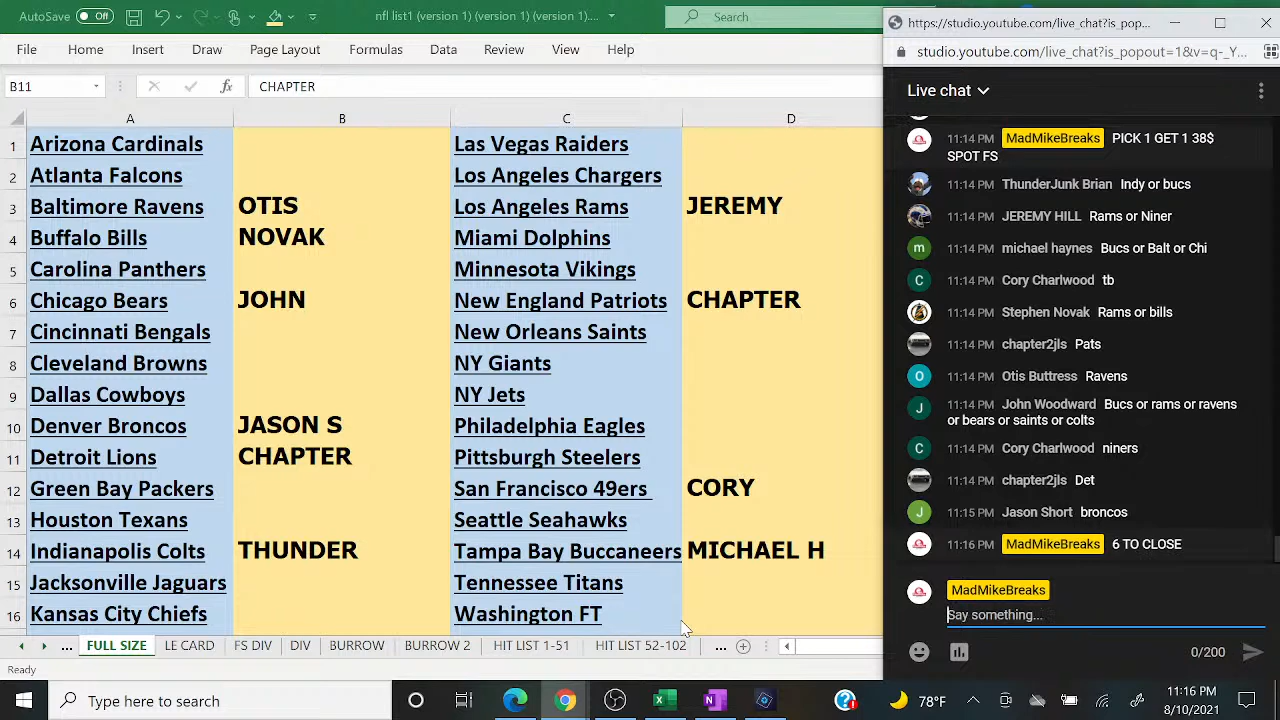 AutoSave Off nfl list1 (version 1) (version 1) (version 1)... Search
https://studio.youtube.com/live_chat?is_pop...
File Home Insert Draw Page Layout Formulas Data Review View Help
studio.youtube.com/live_chat?is_popout=1&v=q-_Y...
B11 fx CHAPTER
Live chat
A B C D
1 Arizona Cardinals Las Vegas Raiders
2 Atlanta Falcons Los Angeles Chargers
Baltimore Ravens OTIS Los Angeles Rams JEREMY
4 Buffalo Bills NOVAK Miami Dolphins
5 Carolina Panthers Minnesota Vikings
6 Chicago Bears JOHN New England Patriots CHAPTER
7 Cincinnati Bengals New Orleans Saints
8 Cleveland Browns NY Giants
9 Dallas Cowboys NY Jets
10 Denver Broncos JASON S Philadelphia Eagles
11 Detroit Lions CHAPTER Pittsburgh Steelers
12 Green Bay Packers San Francisco 49ers CORY
13 Houston Texans Seattle Seahawks
14 Indianapolis Colts THUNDER Tampa Bay Buccaneers MICHAEL H
15 Jacksonville Jaguars Tennessee Titans
16 Kansas City Chiefs Washington FT
11:14 PM MadMikeBreaks PICK 1 GET 1 38$
SPOT FS
11:14 PM ThunderJunk Brian Indy or bucs
11:14 PM JEREMY HILL Rams or Niner
m 11:14 PM michael haynes Bucs or Balt or Chi
C 11:14 PM Cory Charlwood tb
11:14 PM Stephen Novak Rams or bills
11:14 PM chapter2jls Pats
O 11:14 PM Otis Buttress Ravens
J 11:14 PM John Woodward Bucs or rams or ravens
or bears or saints or colts
C 11:14 PM Cory Charlwood niners
11:14 PM chapter2jls Det
J 11:15 PM Jason Short broncos
11:16 PM MadMikeBreaks 6 TO CLOSE
MadMikeBreaks
Say something...
0/200
... FULL SIZE LE CARD FS DIV DIV BURROW BURROW 2 HIT LIST 1-51 HIT LIST 52-102 ...
Ready
Type here to search 78°F 11:16 PM
8/10/2021